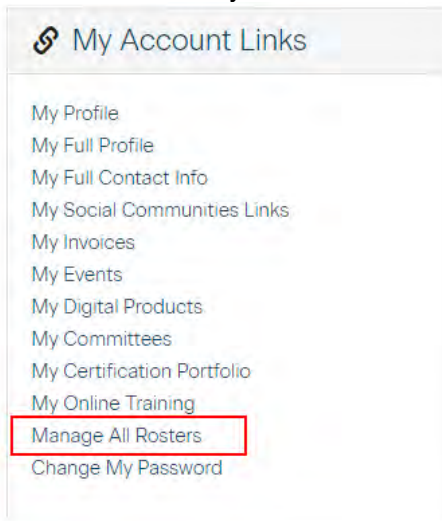 My Account Links
My Profile
My Full Profile
My Full Contact Info
My Social Communities Links
My Invoices
My Events
My Digital Products
My Committees
My Certification Portfolio
My Online Training
Manage All Rosters
Change My Password